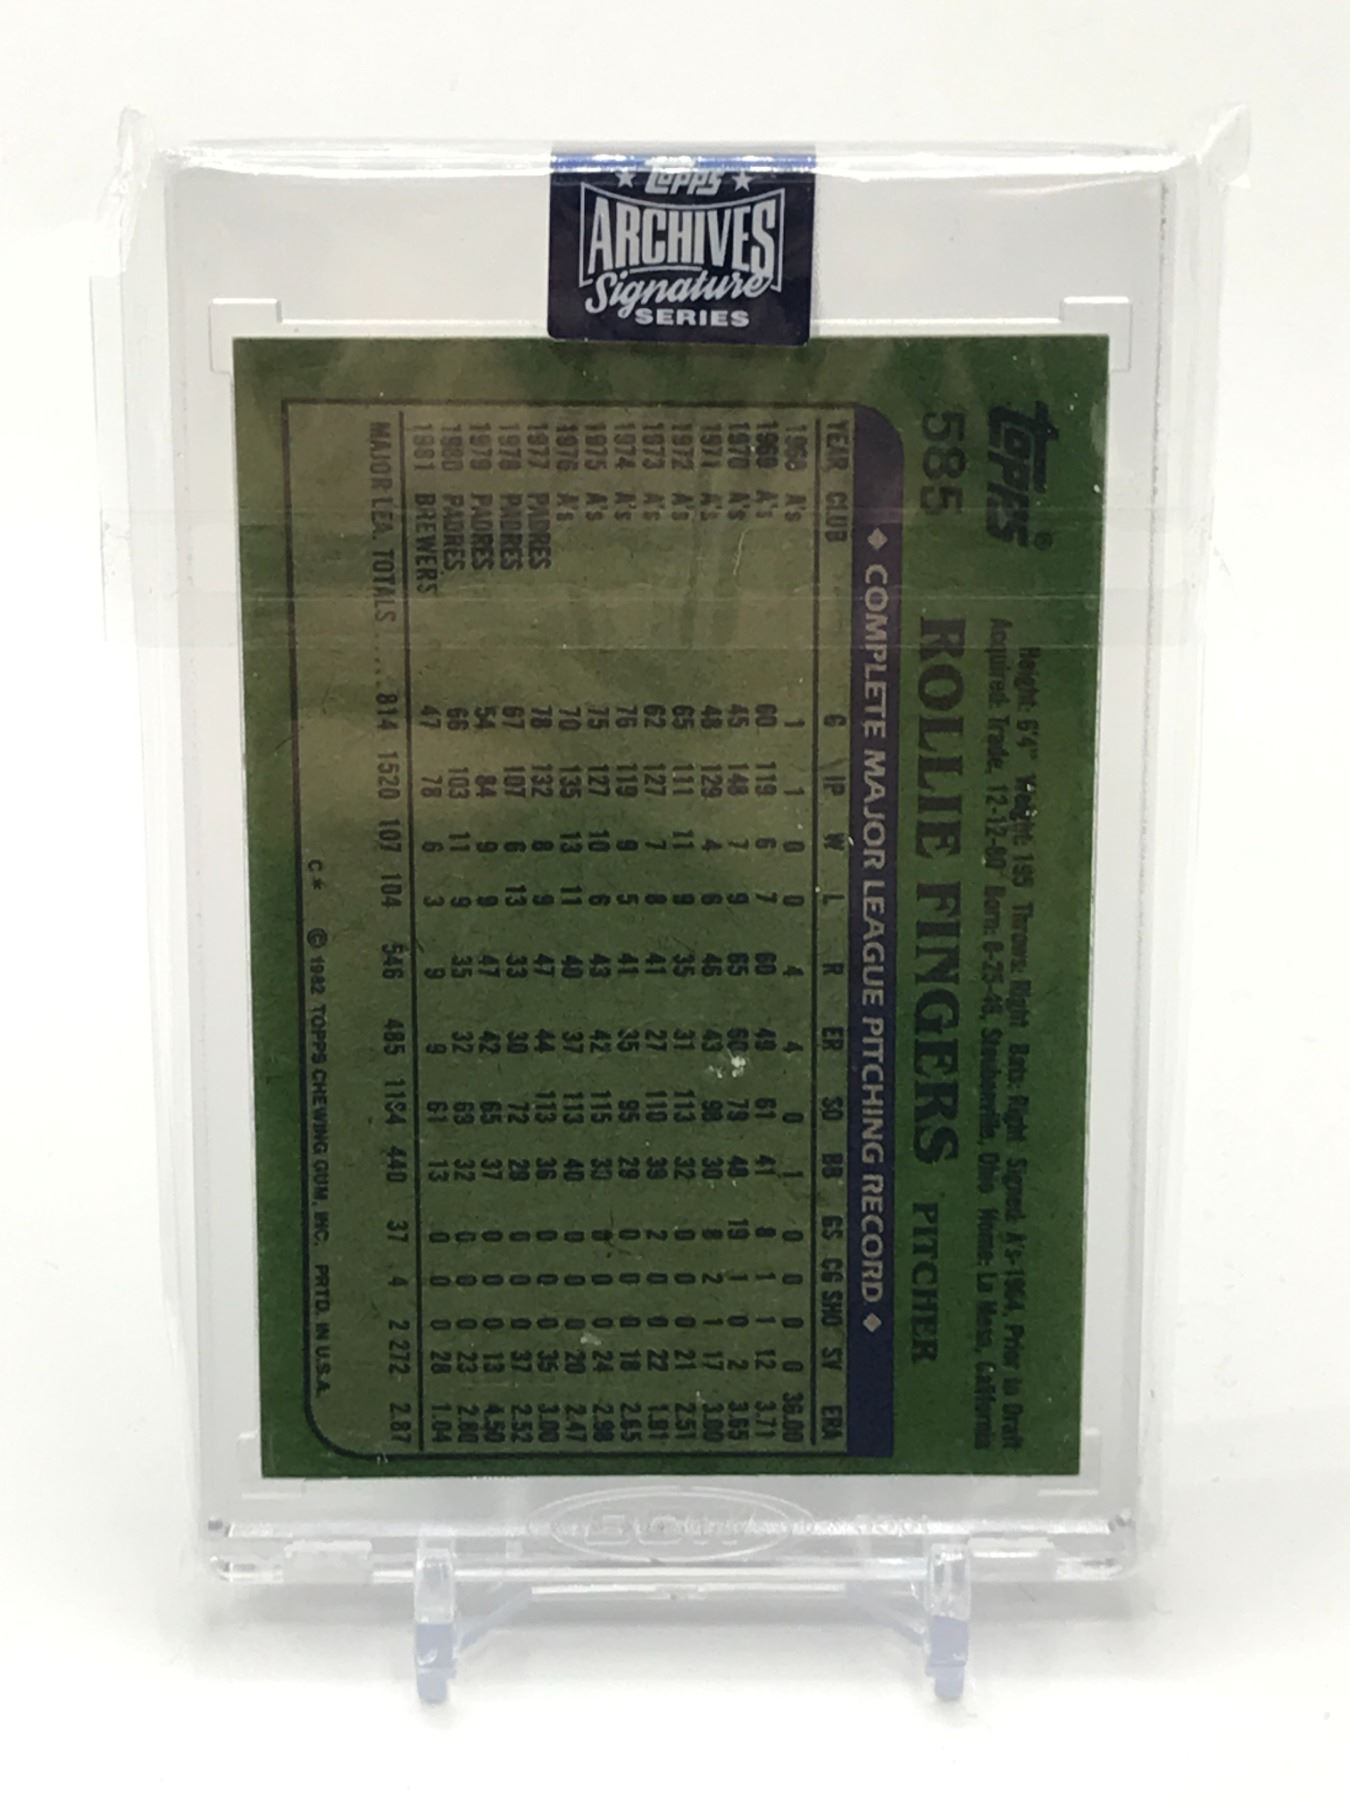 Topps
ARCHIVES
Signature
SERIES
Topps®
585
Height: 6'4" Weight: 195 Throws: Right Bats: Right Signed: A's-1964, Prior to Draft
Acquired: Trade, 12-12-80 Born: 8-25-46, Steubenville, Ohio Home: La Mesa, California
ROLLIE FINGERS PITCHER
◆ COMPLETE MAJOR LEAGUE PITCHING RECORD ◆
YEAR CLUB G IP W L R ER SO BB GS CG SHO SV ERA
1968 A's 1 1 0 0 4 4 0 1 0 0 0 0 36.00
1969 A's 60 119 6 7 60 49 61 41 8 1 1 12 3.71
1970 A's 45 148 7 9 65 60 79 48 19 1 0 2 3.65
1971 A's 48 129 4 6 46 43 98 30 8 2 1 17 3.00
1972 A's 65 111 11 9 35 31 113 32 0 0 0 21 2.51
1973 A's 62 127 7 8 41 27 110 39 2 0 0 22 1.91
1974 A's 76 119 9 5 41 35 95 29 0 0 0 18 2.65
1975 A's 75 127 10 6 43 42 115 33 0 0 0 24 2.98
1976 A's 70 135 13 11 40 37 113 40 0 0 0 20 2.47
1977 PADRES 78 132 8 9 47 44 113 36 0 0 0 35 3.00
1978 PADRES 67 107 6 13 33 30 72 29 0 0 0 37 2.52
1979 PADRES 54 84 9 9 47 42 65 37 0 0 0 13 4.50
1980 PADRES 66 103 11 9 35 32 69 32 0 0 0 23 2.80
1981 BREWERS 47 78 6 3 9 9 61 13 0 0 0 28 1.04
MAJOR LEA. TOTALS.....814 1520 107 104 546 485 1184 440 37 4 2 272 2.87
C* © 1982 TOPPS CHEWING GUM, INC. PRTD. IN U.S.A.